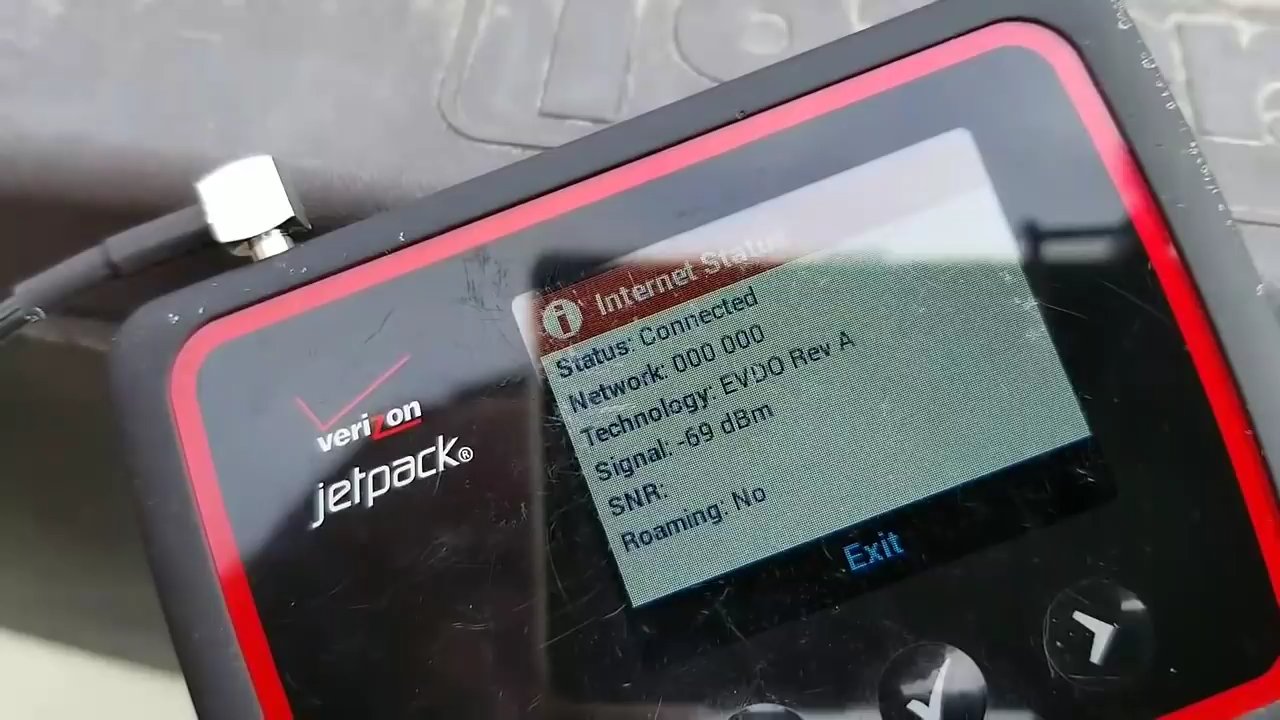 Internet Status
Status: Connected
Network: 000 000
Technology: EVDO Rev A
Signal: -69 dBm
SNR:
Roaming: No
Exit
verizon
jetpack®